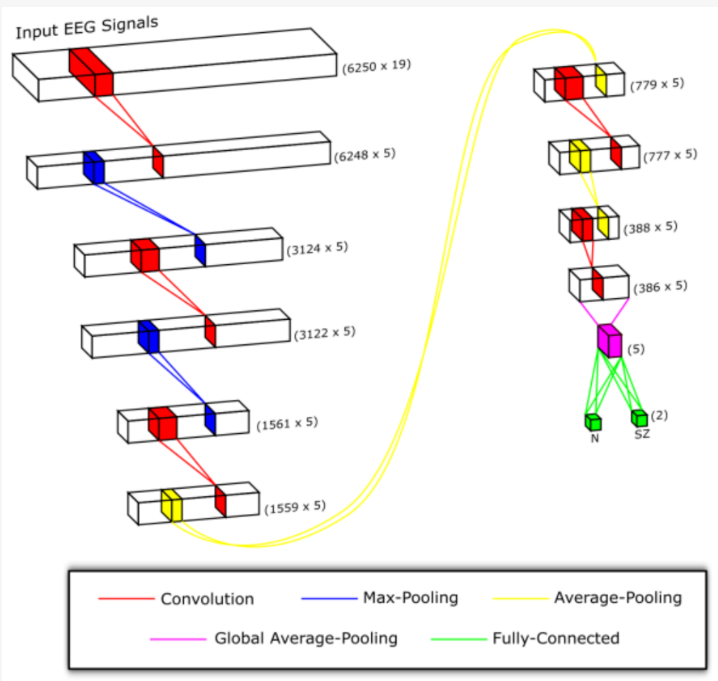 Input EEG Signals
(6250 x 19)
(6248 x 5)
(3124 x 5)
(3122 x 5)
(1561 x 5)
(1559 x 5)
(779 x 5)
(777 x 5)
(388 x 5)
(386 x 5)
(5)
(2)
N SZ
Convolution Max-Pooling Average-Pooling
Global Average-Pooling Fully-Connected